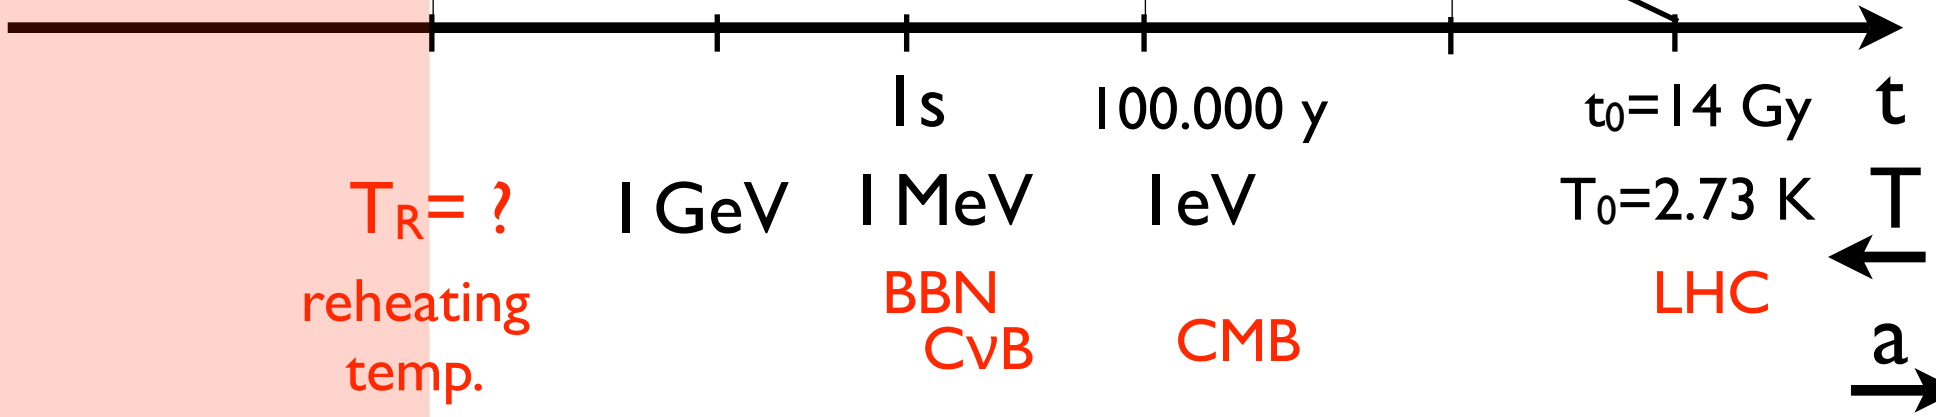 1s 100.000 y t₀=14 Gy t
T_R= ? 1 GeV 1 MeV 1 eV T₀=2.73 K T
reheating BBN LHC
CνB CMB a
temp.